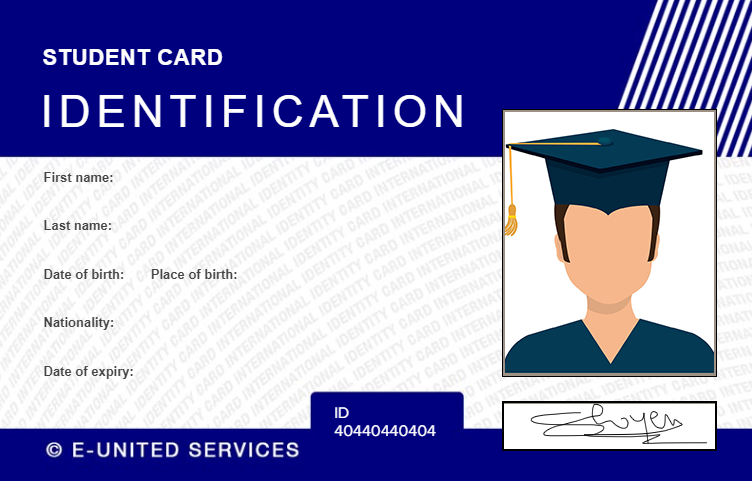 STUDENT CARD
IDENTIFICATION
First name:
Last name:
Date of birth: Place of birth:
Nationality:
Date of expiry:
ID
40440440404
© E-UNITED SERVICES